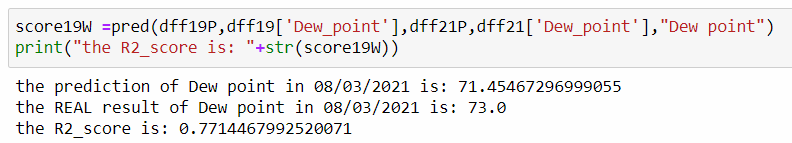 score19W =pred(dff19P,dff19['Dew_point'],dff21P,dff21['Dew_point'],"Dew point")
print("the R2_score is: "+str(score19W))
the prediction of Dew point in 08/03/2021 is: 71.45467296999055
the REAL result of Dew point in 08/03/2021 is: 73.0
the R2_score is: 0.7714467992520071